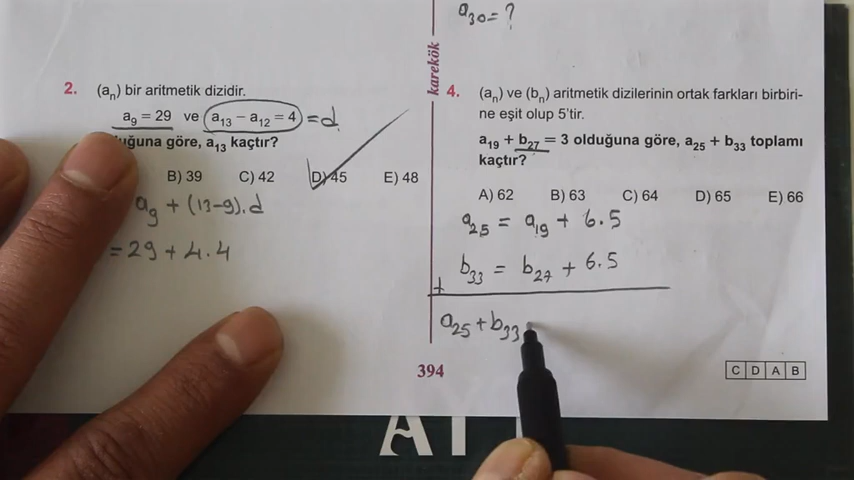 a30 = ?
2. (an) bir aritmetik dizidir.
a9 = 29 ve a13 − a12 = 4 = d
olduğuna göre, a13 kaçtır?
B) 39 C) 42 D) 45 E) 48
a9 + (13-9).d
= 29 + 4.4
karekök
4. (an) ve (bn) aritmetik dizilerinin ortak farkları birbiri-
ne eşit olup 5'tir.
a19 + b27 = 3 olduğuna göre, a25 + b33 toplamı
kaçtır?
A) 62 B) 63 C) 64 D) 65 E) 66
a25 = a19 + 6.5
b33 = b27 + 6.5
+
a25 + b33
394
C D A B